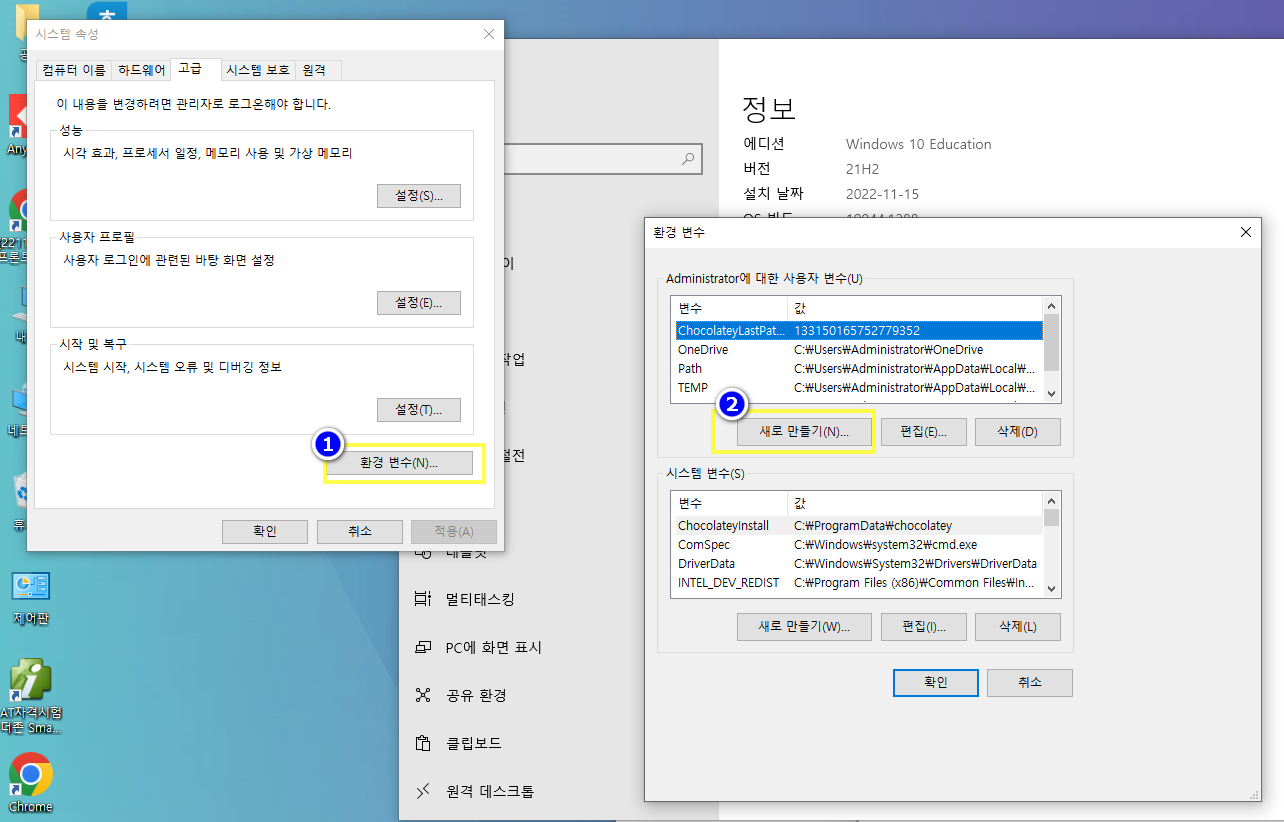 시스템 속성
컴퓨터 이름
하드웨어
고급
시스템 보호
원격
이 내용을 변경하려면 관리자로 로그온해야 합니다.
성능
시각 효과, 프로세서 일정, 메모리 사용 및 가상 메모리
설정(S)...
사용자 프로필
사용자 로그인에 관련된 바탕 화면 설정
설정(E)...
시작 및 복구
시스템 시작, 시스템 오류 및 디버깅 정보
설정(T)...
1
환경 변수(N)...
확인
취소
적용(A)
정보
에디션 Windows 10 Education
버전 21H2
설치 날짜 2022-11-15
환경 변수
Administrator에 대한 사용자 변수(U)
변수 값
ChocolateyLastPat... 133150165752779352
OneDrive C:₩Users₩Administrator₩OneDrive
Path C:₩Users₩Administrator₩AppData₩Local₩...
TEMP C:₩Users₩Administrator₩AppData₩Local₩...
2
새로 만들기(N)...
편집(E)...
삭제(D)
시스템 변수(S)
변수 값
ChocolateyInstall C:₩ProgramData₩chocolatey
ComSpec C:₩Windows₩system32₩cmd.exe
DriverData C:₩Windows₩System32₩Drivers₩DriverData
INTEL_DEV_REDIST C:₩Program Files (x86)₩Common Files₩In...
새로 만들기(W)...
편집(I)...
삭제(L)
확인
취소
멀티태스킹
PC에 화면 표시
공유 환경
클립보드
원격 데스크톱
제어판
AT자격시험
더존 Sma...
Chrome